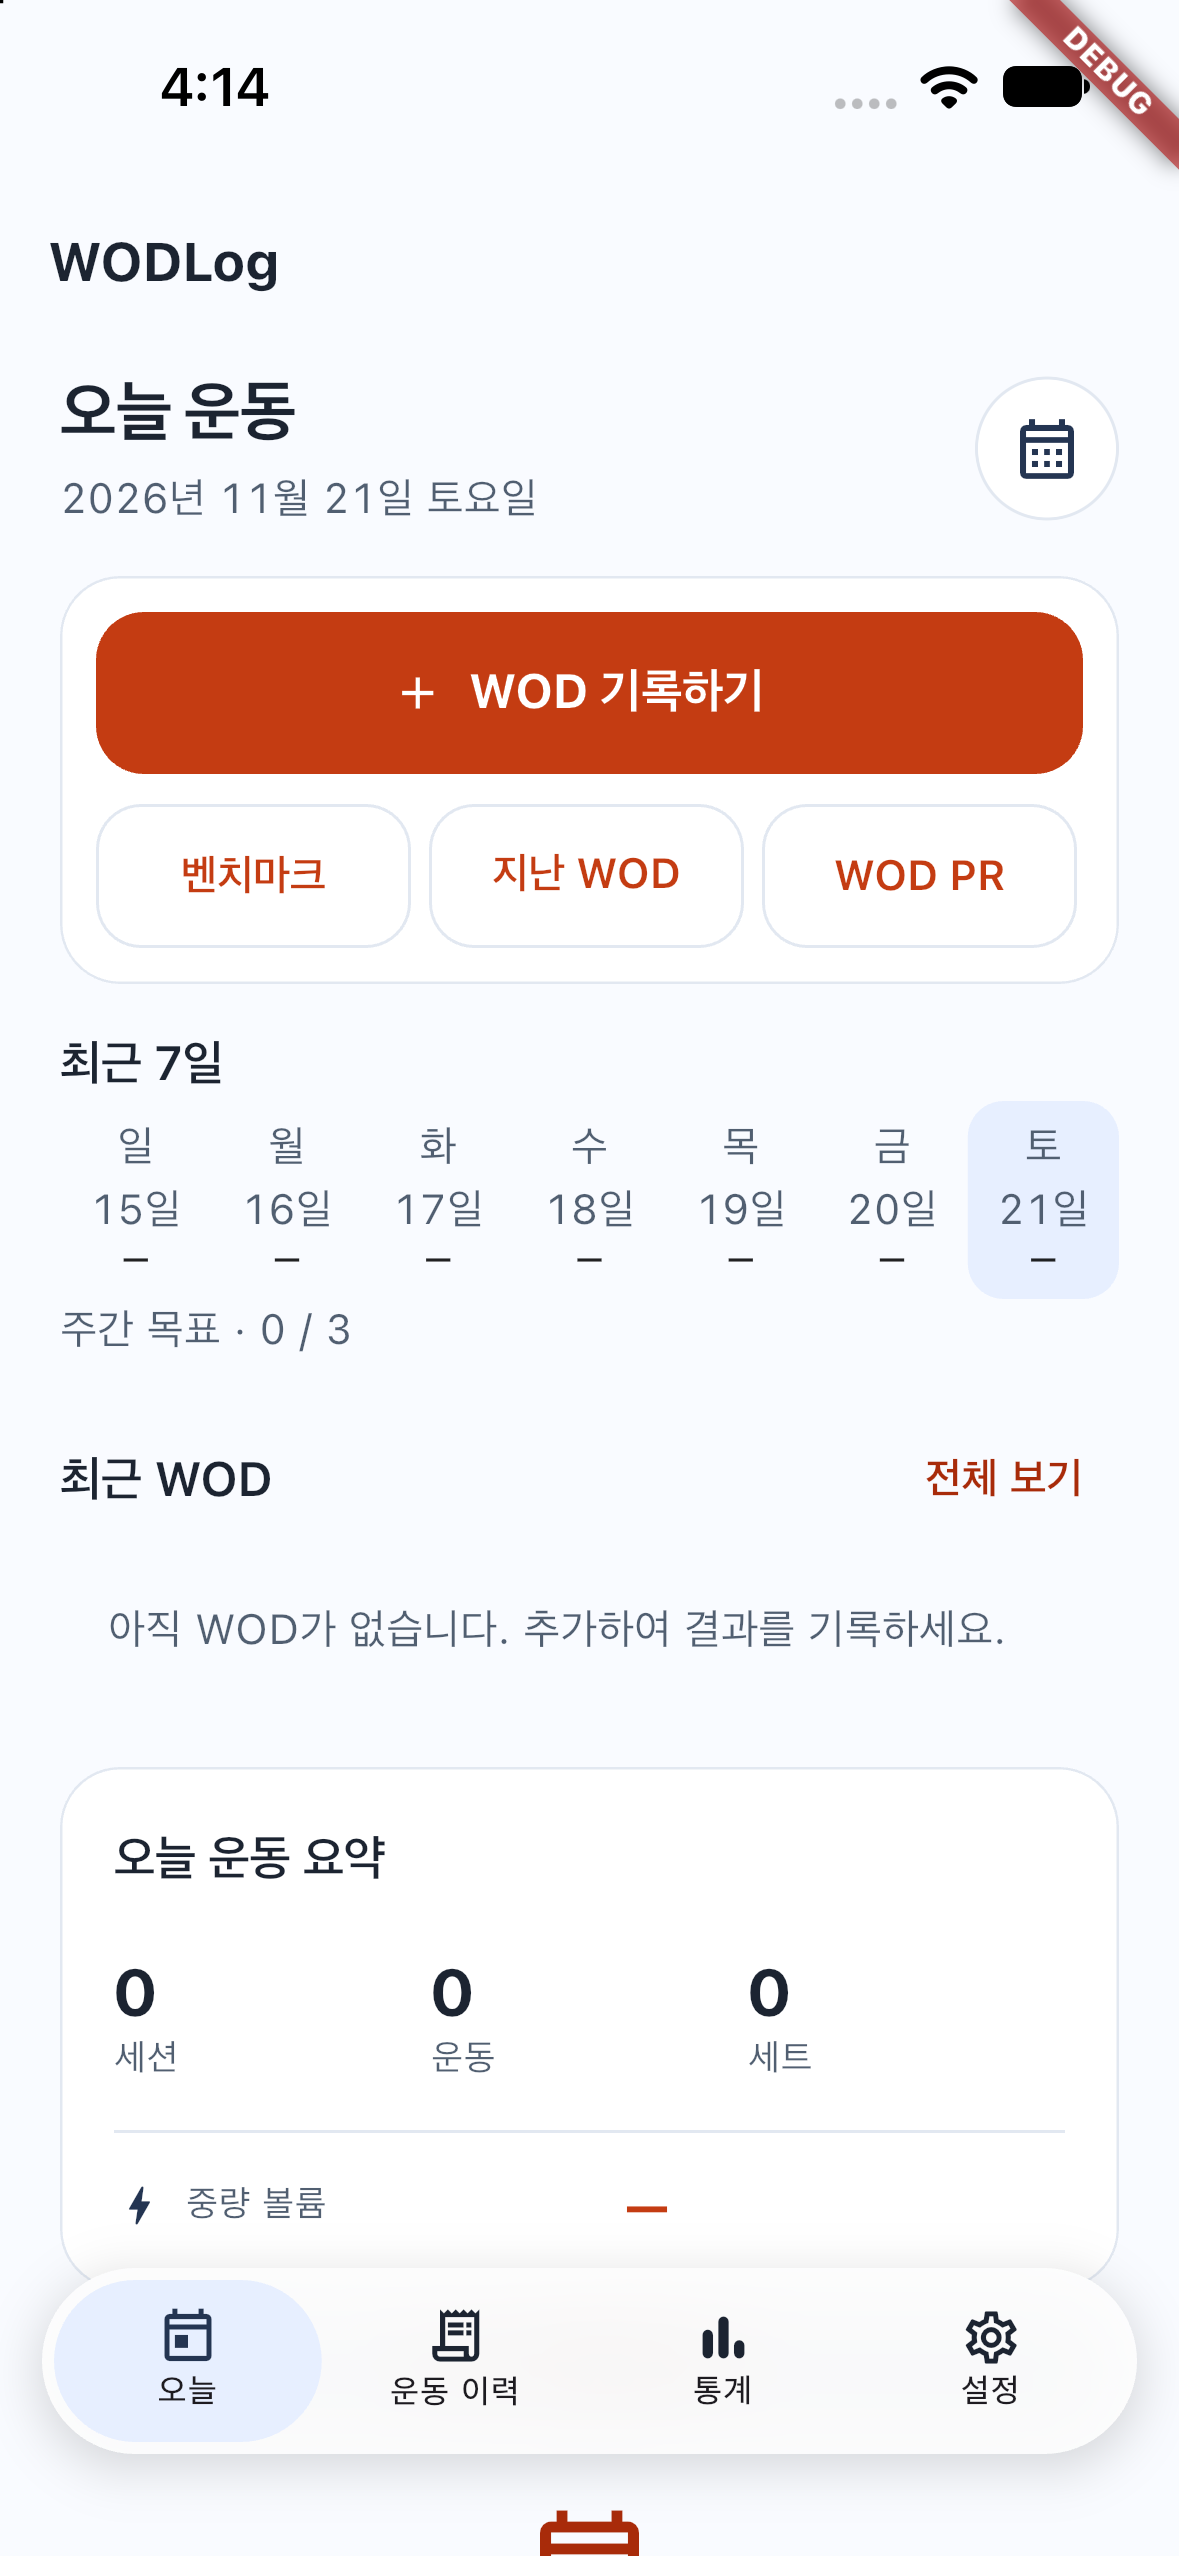 4:14
DEBUG
WODLog
오늘 운동
2026년 11월 21일 토요일
+ WOD 기록하기
벤치마크 지난 WOD WOD PR
최근 7일
일 월 화 수 목 금 토
15일 16일 17일 18일 19일 20일 21일
– – – – – – –
주간 목표 · 0 / 3
최근 WOD 전체 보기
아직 WOD가 없습니다. 추가하여 결과를 기록하세요.
오늘 운동 요약
0 0 0
세션 운동 세트
중량 볼륨 –
오늘 운동 이력 통계 설정